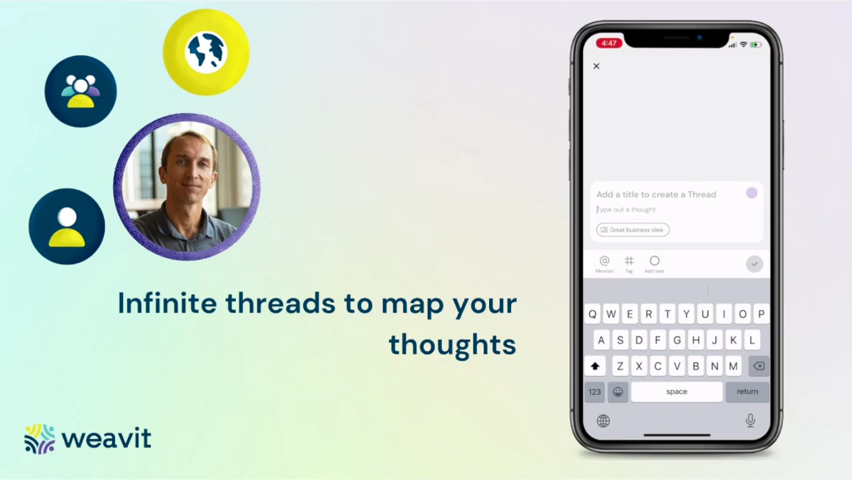 Infinite threads to map your
thoughts
weavit
4:47
Add a title to create a Thread
Type out a thought
Great business idea
@ # 
Mention Tag Add task
Q W E R T Y U I O P
A S D F G H J K L
Z X C V B N M
123 space return